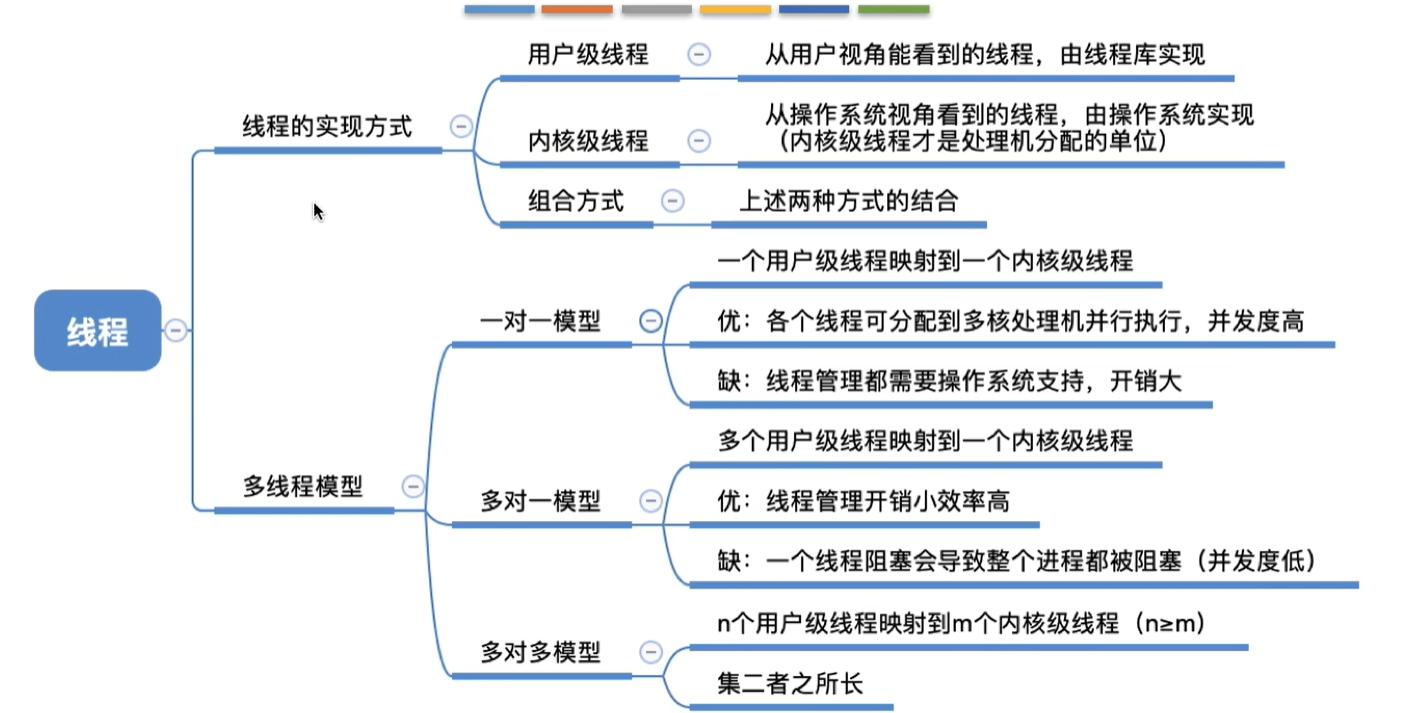 线程
线程的实现方式
用户级线程
从用户视角能看到的线程，由线程库实现
内核级线程
从操作系统视角看到的线程，由操作系统实现
（内核级线程才是处理机分配的单位）
组合方式
上述两种方式的结合
多线程模型
一对一模型
一个用户级线程映射到一个内核级线程
优：各个线程可分配到多核处理机并行执行，并发度高
缺：线程管理都需要操作系统支持，开销大
多对一模型
多个用户级线程映射到一个内核级线程
优：线程管理开销小效率高
缺：一个线程阻塞会导致整个进程都被阻塞（并发度低）
多对多模型
n个用户级线程映射到m个内核级线程（n≥m）
集二者之所长